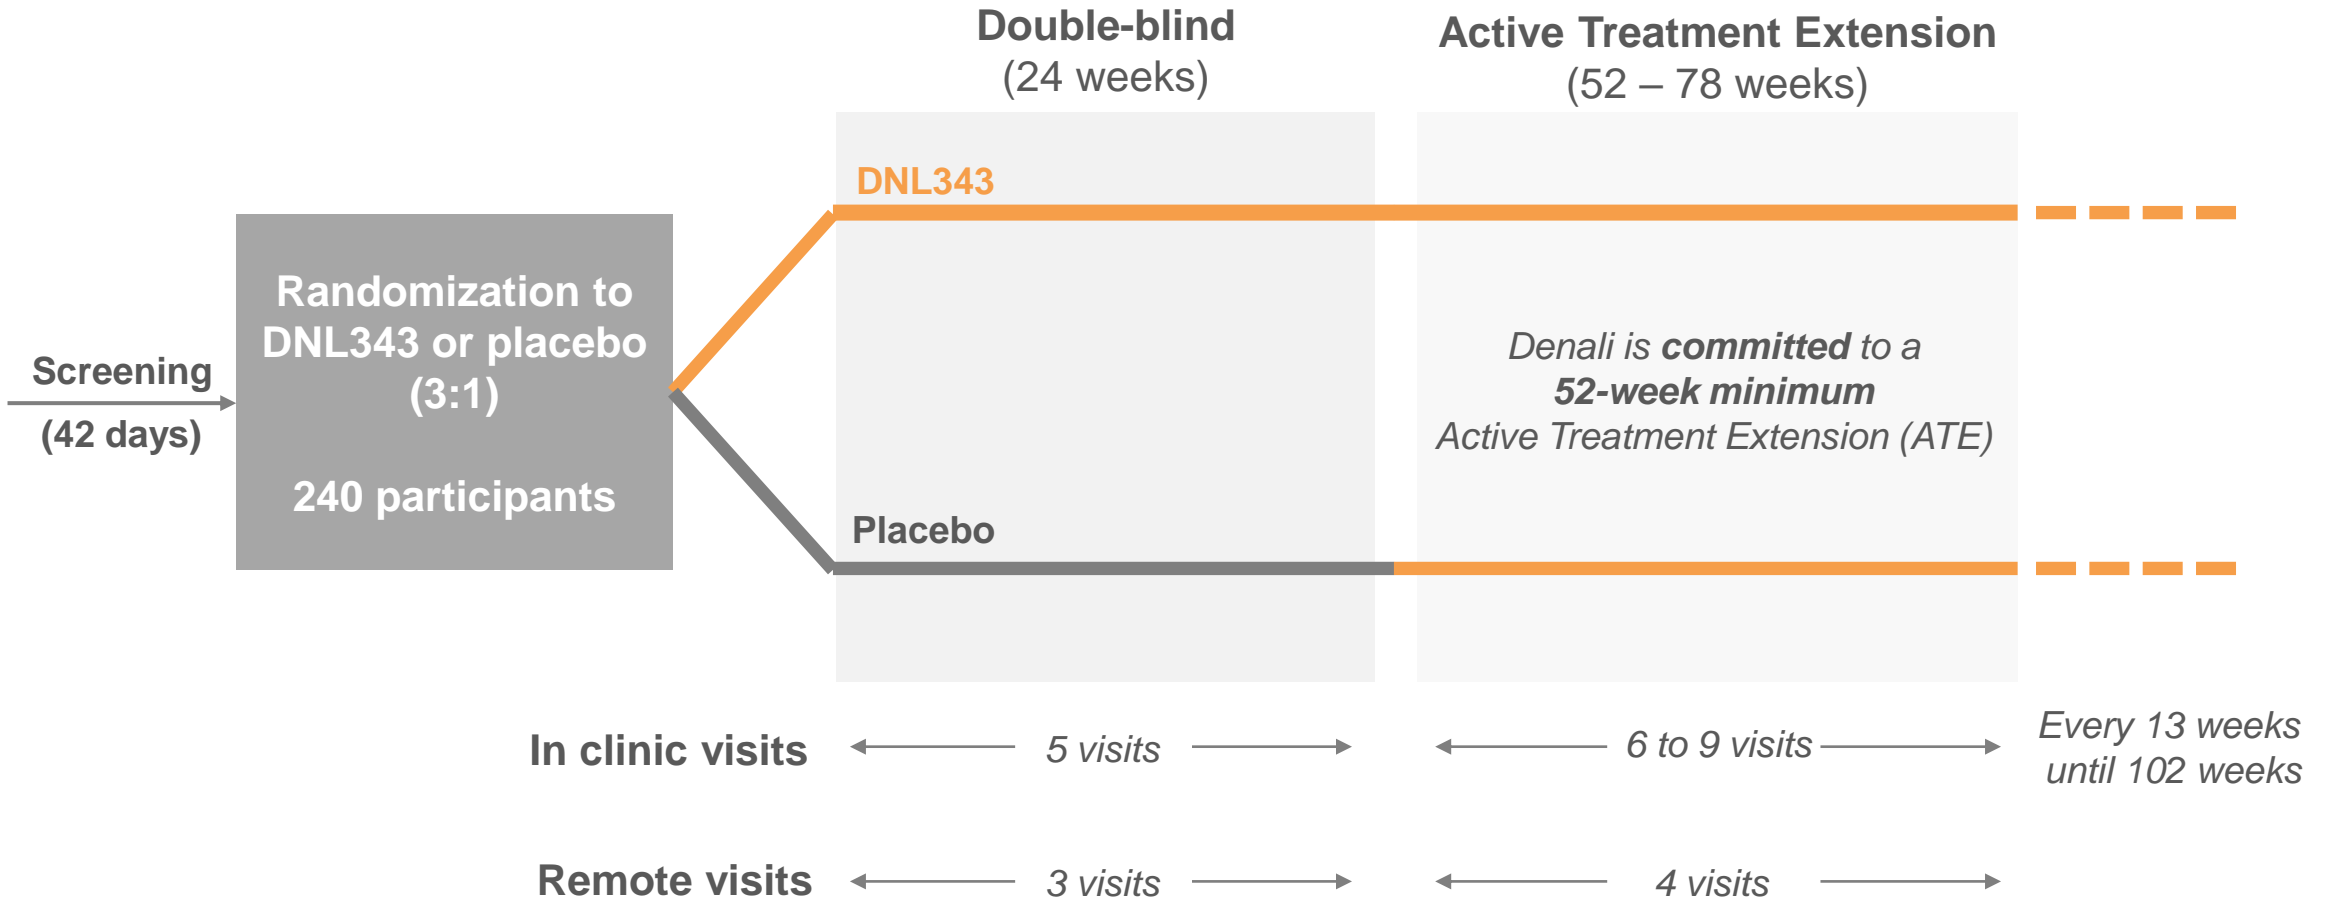 Double-blind
(24 weeks)
Active Treatment Extension
(52 – 78 weeks)
DNL343
Randomization to
DNL343 or placebo
(3:1)
240 participants
Screening
(42 days)
Denali is committed to a
52-week minimum
Active Treatment Extension (ATE)
Placebo
In clinic visits
5 visits
6 to 9 visits
Every 13 weeks
until 102 weeks
Remote visits
3 visits
4 visits